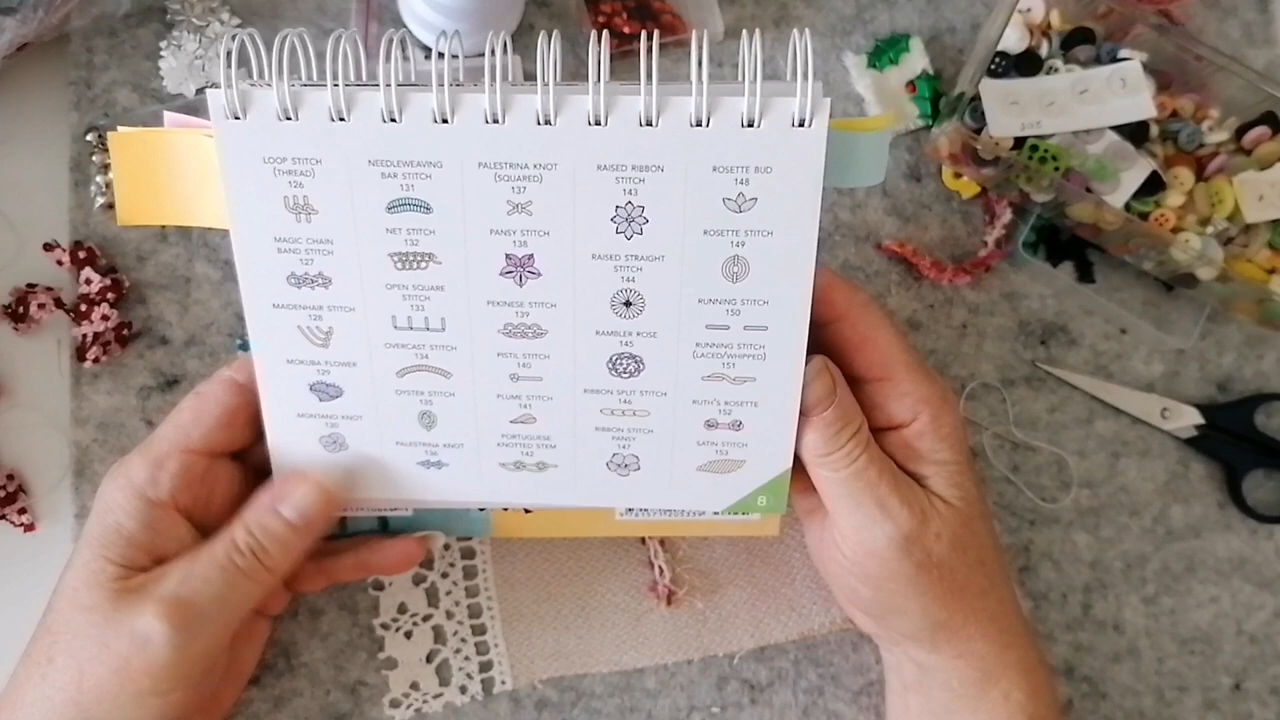 LOOP STITCH
(THREAD)
126
MAGIC CHAIN
BAND STITCH
127
MAIDENHAIR STITCH
128
MOKUBA FLOWER
129
MONTANO KNOT
130
NEEDLEWEAVING
BAR STITCH
131
NET STITCH
132
OPEN SQUARE
STITCH
133
OVERCAST STITCH
134
OYSTER STITCH
135
PALESTRINA KNOT
136
PALESTRINA KNOT
(SQUARED)
137
PANSY STITCH
138
PEKINESE STITCH
139
PISTIL STITCH
140
PLUME STITCH
141
PORTUGUESE
KNOTTED STEM
142
RAISED RIBBON
STITCH
143
RAISED STRAIGHT
STITCH
144
RAMBLER ROSE
145
RIBBON SPLIT STITCH
146
RIBBON STITCH
PANSY
147
ROSETTE BUD
148
ROSETTE STITCH
149
RUNNING STITCH
150
RUNNING STITCH
(LACED/WHIPPED)
151
RUTH'S ROSETTE
152
SATIN STITCH
153
8